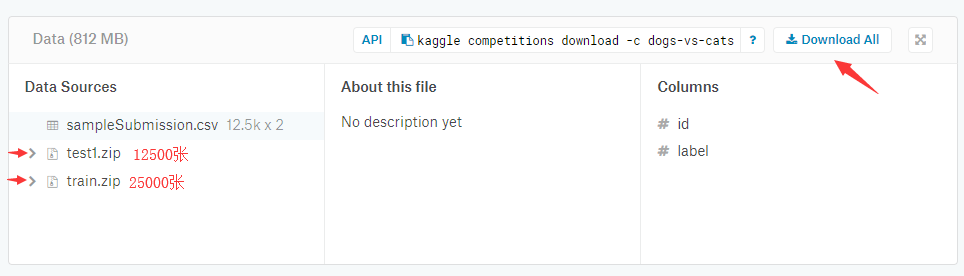 Data (812 MB)
API kaggle competitions download -c dogs-vs-cats ? Download All
Data Sources
sampleSubmission.csv 12.5k x 2
test1.zip 12500张
train.zip 25000张
About this file
No description yet
Columns
# id
# label